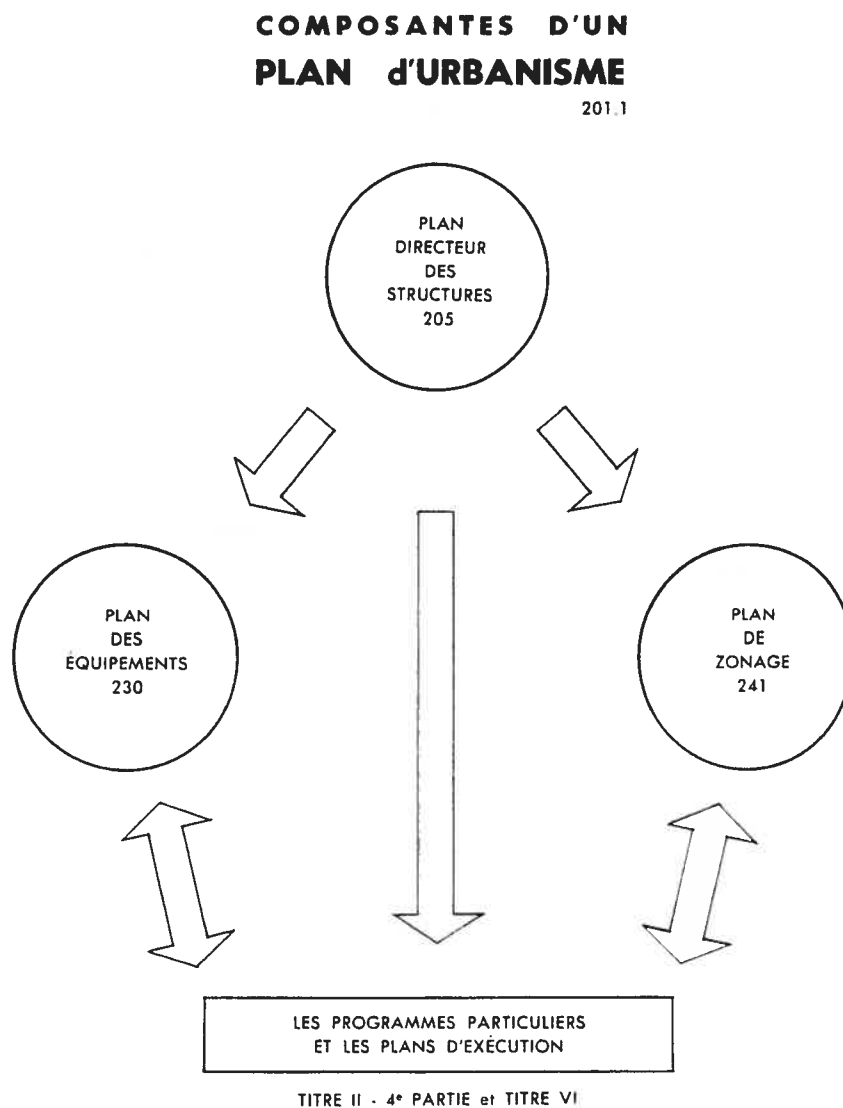 COMPOSANTES D'UN
PLAN d'URBANISME
201.1
PLAN
DIRECTEUR
DES
STRUCTURES
205
PLAN
DES
ÉQUIPEMENTS
230
PLAN
DE
ZONAGE
241
LES PROGRAMMES PARTICULIERS
ET LES PLANS D'EXÉCUTION
TITRE II - 4e PARTIE et TITRE VI